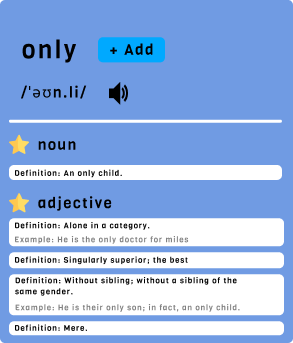 only
+ Add
/ˈəʊn.li/
noun
Definition: An only child.
adjective
Definition: Alone in a category.
Example: He is the only doctor for miles
Definition: Singularly superior; the best
Definition: Without sibling; without a sibling of the
same gender.
Example: He is their only son; in fact, an only child.
Definition: Mere.